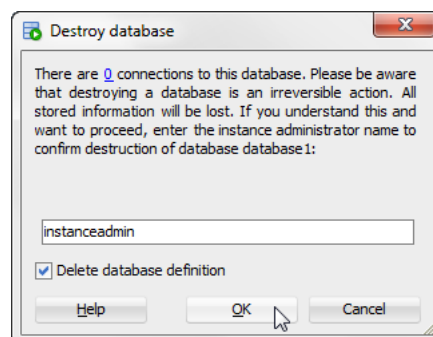 Destroy database
There are 0 connections to this database. Please be aware
that destroying a database is an irreversible action. All
stored information will be lost. If you understand this and
want to proceed, enter the instance administrator name to
confirm destruction of database database1:
instanceadmin
Delete database definition
Help OK Cancel